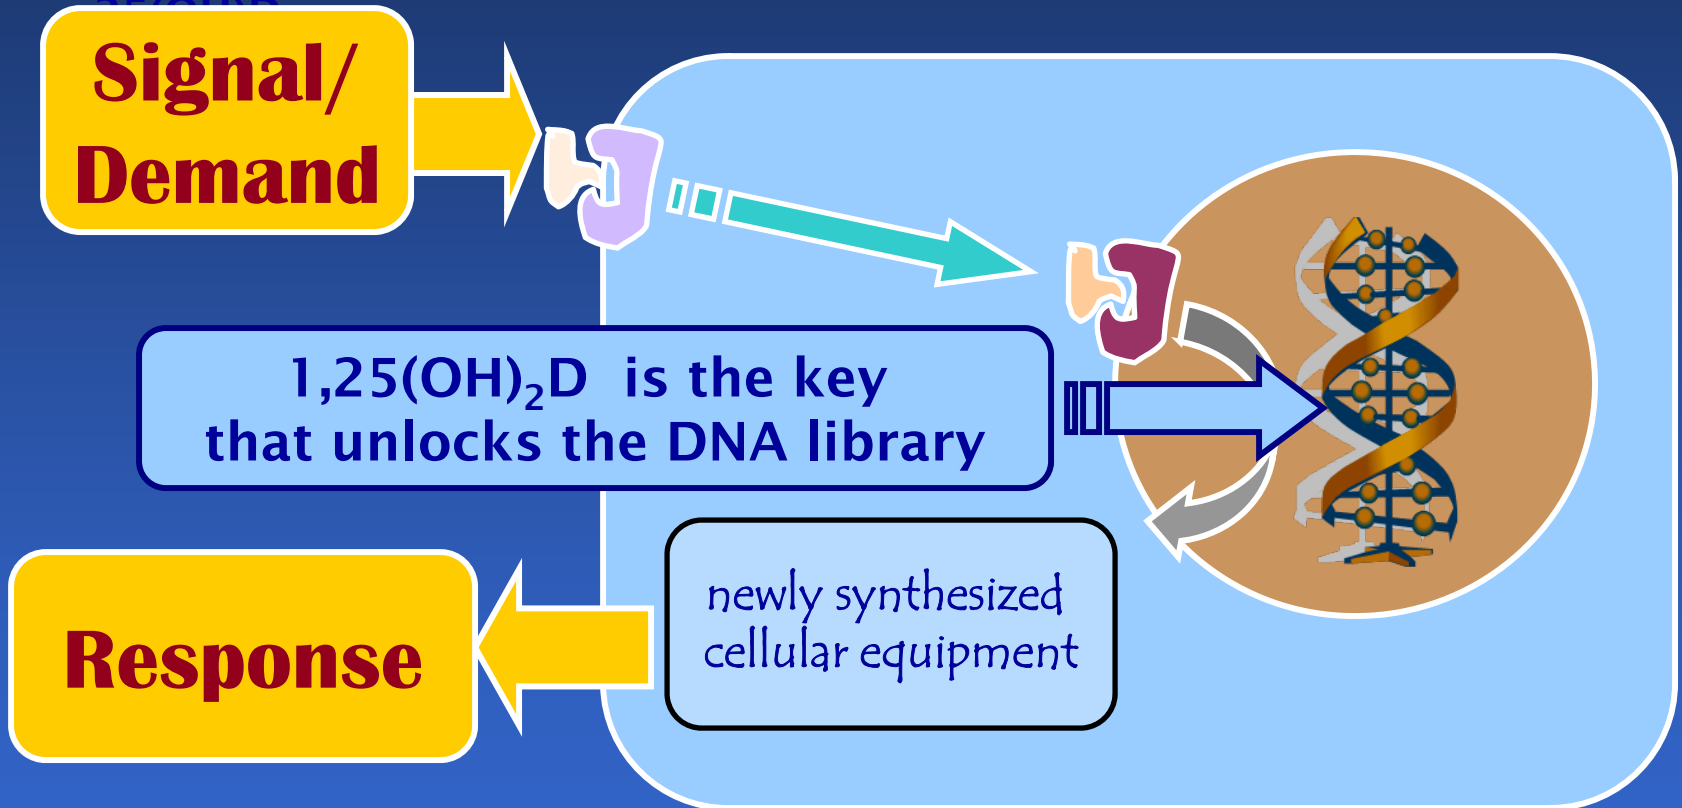 Signal/
Demand
1,25(OH)₂D is the key
that unlocks the DNA library
newly synthesized
cellular equipment
Response